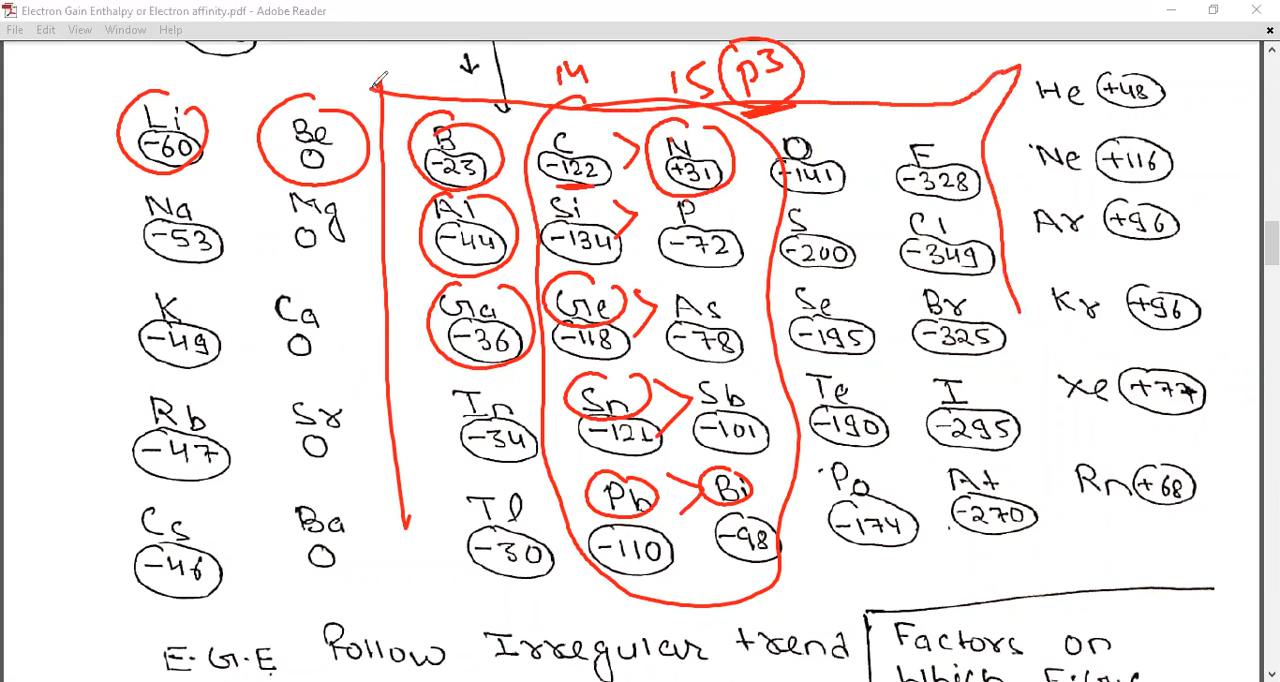 Electron Gain Enthalpy or Electron affinity.pdf - Adobe Reader
File Edit View Window Help
14 15 p3
Li Be B C > N O F He +48
-60 0 -23 -122 +31 -141 -328 Ne +116
Na Mg Al Si > P S Cl Ar +96
-53 0 -44 -134 -72 -200 -349
K Ca Ga Ge > As Se Br Kr +96
-49 0 -36 -118 -78 -195 -325
Rb Sr In Sn > Sb Te I Xe +77
-47 0 -34 -121 -101 -190 -295
Cs Ba Tl Pb > Bi Po At Rn +68
-46 0 -30 -110 -98 -174 -270
E.G.E Follow Irregular trend
Factors on
Which